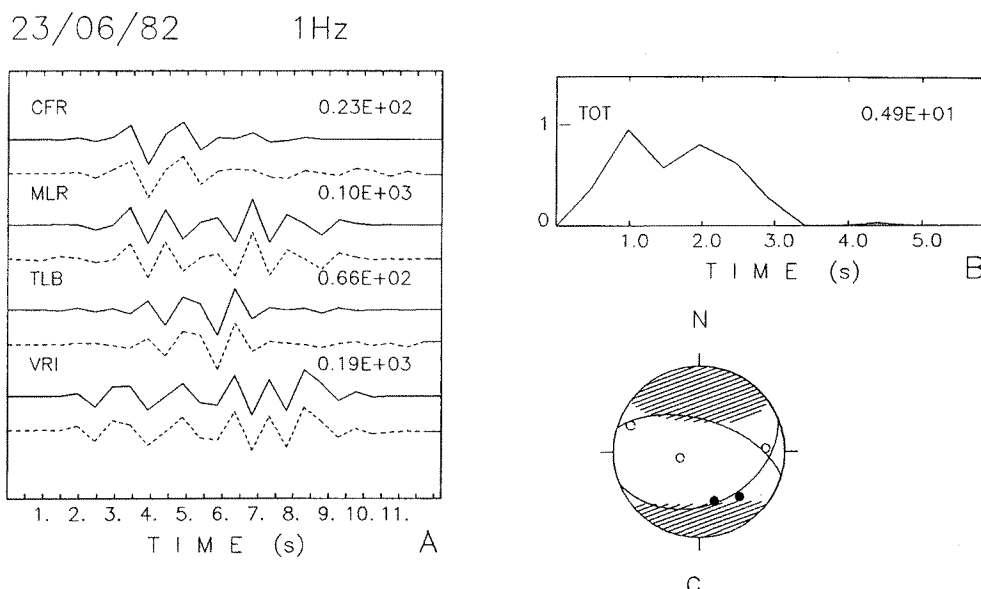 23/06/82 1Hz
CFR 0.23E+02
MLR 0.10E+03
TLB 0.66E+02
VRI 0.19E+03
1. 2. 3. 4. 5. 6. 7. 8. 9. 10. 11.
TIME (s) A
1 TOT 0.49E+01
0
1.0 2.0 3.0 4.0 5.0
TIME (s) B
N
C